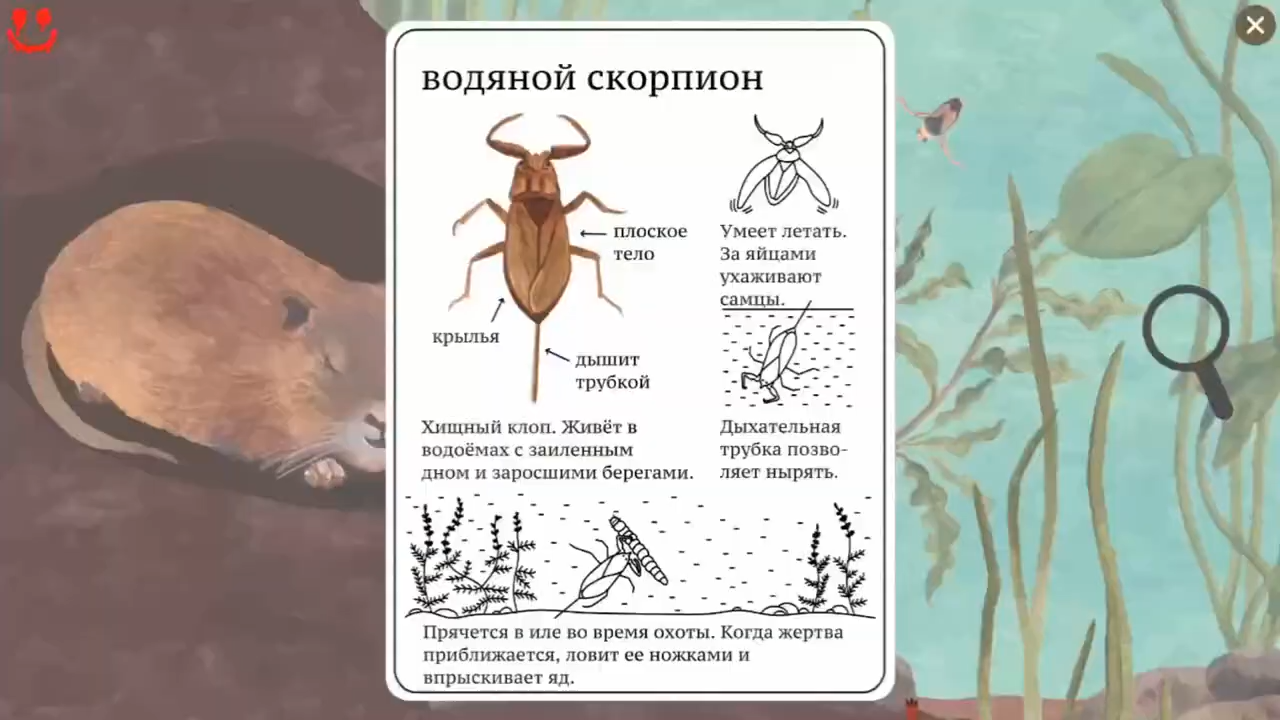 водяной скорпион
плоское
тело
крылья
дышит
трубкой
Умеет летать.
За яйцами
ухаживают
самцы.
Хищный клоп. Живёт в
водоёмах с заиленным
дном и заросшими берегами.
Дыхательная
трубка позво-
ляет нырять.
Прячется в иле во время охоты. Когда жертва
приближается, ловит ее ножками и
впрыскивает яд.